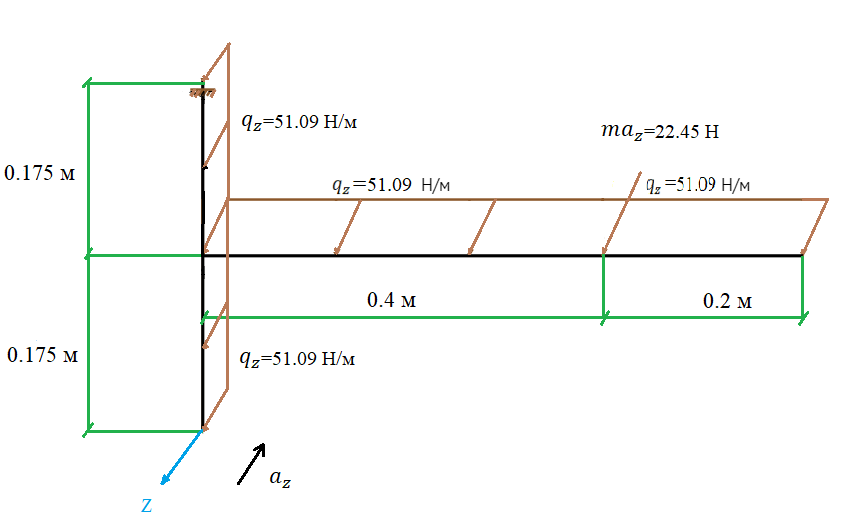 q_z=51.09 Н/м
ma_z=22.45 Н
0.175 м
q_z=51.09 Н/м
q_z=51.09 Н/м
0.4 м
0.2 м
0.175 м
q_z=51.09 Н/м
a_z
Z